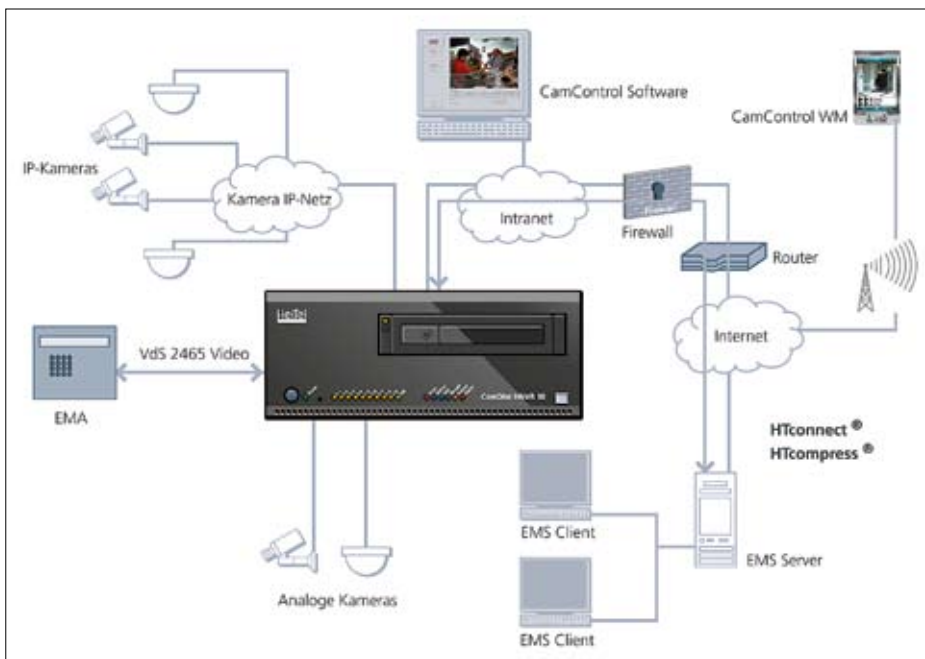 CamControl Software
CamControl WM
IP-Kameras
Kamera IP-Netz
Intranet
Firewall
Router
HeiTel
Internet
VdS 2465 Video
EMA
HTconnect ®
HTcompress ®
EMS Client
EMS Server
Analoge Kameras
EMS Client